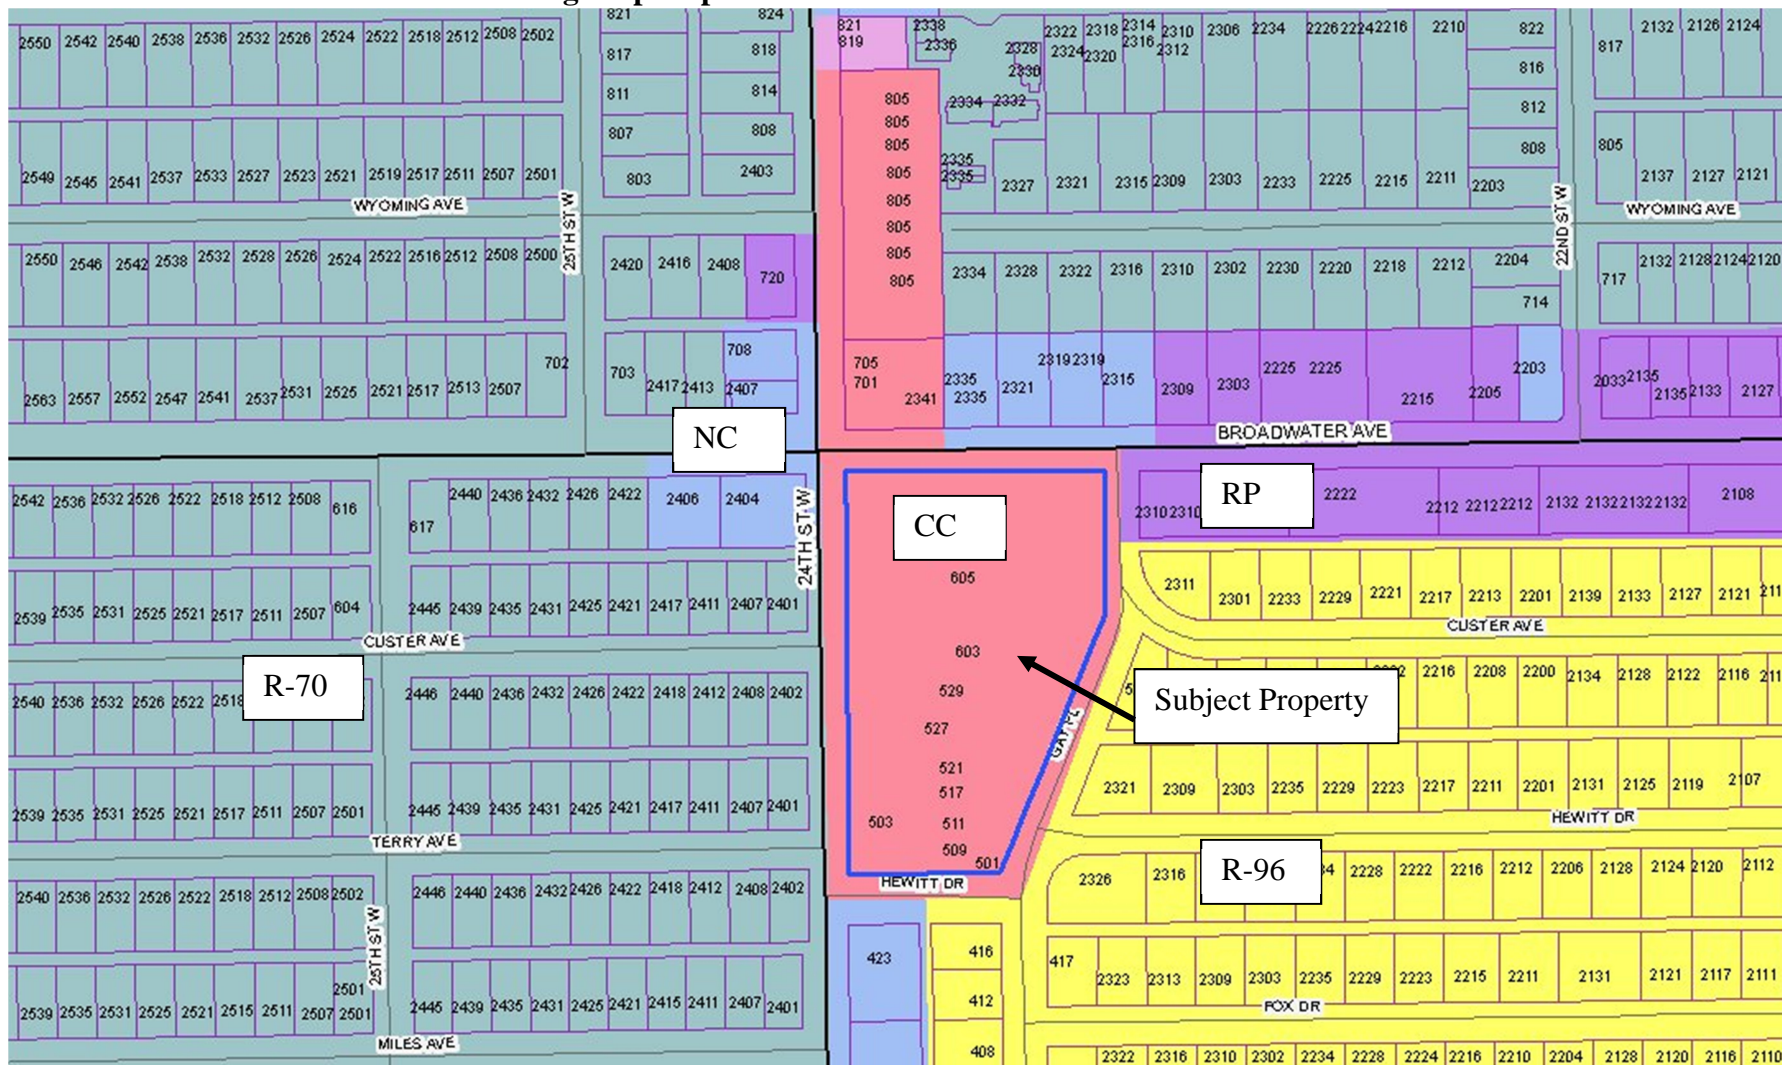 821 824 821 2338 2322 2318 2314 2310 2306 2234 2226 2224 2216 2210 822 2132 2126 2124
2550 2542 2540 2538 2536 2532 2526 2524 2522 2518 2512 2508 2502 817 818 819 2336 2328 2324 2320 2316 2312 816 817
811 814 805 2334 2332 2330 812
807 808 805 808 805
805 2335
2549 2545 2541 2537 2533 2527 2523 2521 2519 2517 2511 2507 2501 803 2403 805 2335 2327 2321 2315 2309 2303 2233 2225 2215 2211 2203 2137 2127 2121
WYOMING AVE 805 WYOMING AVE
25TH ST W 805 22ND ST W
2550 2546 2542 2538 2532 2528 2526 2524 2522 2516 2512 2508 2500 2420 2416 2408 720 805 2334 2328 2322 2316 2310 2302 2230 2220 2218 2212 2204 717 2132 2128 2124 2120
805 714
702 703 708 705 2335 2319 2319 2315 2225 2225 2203
2563 2557 2552 2547 2541 2537 2531 2525 2521 2517 2513 2507 2417 2413 2407 701 2341 2335 2321 2309 2303 2215 2205 2033 2135 2135 2133 2127
NC BROADWATER AVE
2542 2536 2532 2526 2522 2518 2512 2508 616 617 2440 2436 2432 2426 2422 2406 2404 24TH ST W CC 2310 2310 RP 2222 2212 2212 2212 2132 2132 2132 2132 2108
605 2311
2539 2535 2531 2525 2521 2517 2511 2507 604 2445 2439 2435 2431 2425 2421 2417 2411 2407 2401 2301 2233 2229 2221 2217 2213 2201 2139 2133 2127 2121
CUSTER AVE CUSTER AVE
603
R-70
2540 2536 2532 2526 2522 2446 2440 2436 2432 2426 2422 2418 2412 2408 2402 529 Subject Property 2216 2208 2200 2134 2128 2122 2116
527 GAY PL
521 2321 2309 2303 2235 2229 2223 2217 2211 2201 2131 2125 2119 2107
517
2539 2535 2531 2525 2517 2511 2507 2501 2445 2439 2435 2431 2425 2421 2417 2411 2407 2401 503 511 HEWITT DR
TERRY AVE 509
501
HEWITT DR 2326 2316 R-96 2228 2222 2216 2212 2206 2128 2124 2120 2112
2540 2536 2532 2526 2522 2518 2512 2508 2502 2446 2440 2436 2432 2426 2422 2418 2412 2408 2402
25TH ST W 423 416 417 2323 2313 2309 2303 2235 2229 2223 2215 2211 2131 2121 2117 2111
2501 412 FOX DR
2539 2535 2531 2525 2521 2515 2511 2507 2501 2445 2439 2435 2431 2425 2421 2415 2411 2407 2401
MILES AVE 408 2322 2316 2310 2302 2234 2228 2224 2216 2210 2204 2128 2120 2116 2110